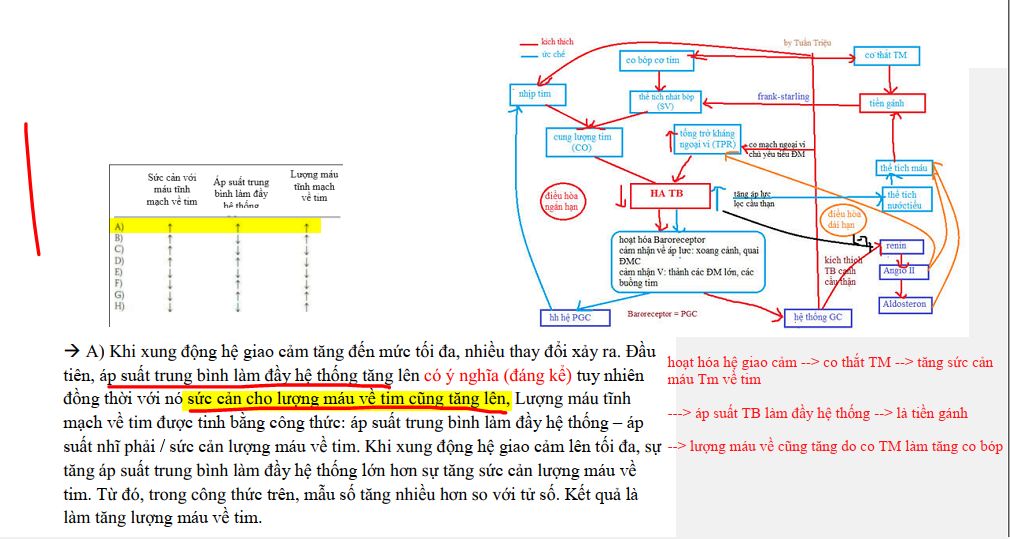 kích thích
ức chế
by Tuấn Triệu
co bóp cơ tim
co thắt TM
nhịp tim
thể tích nhát bóp
(SV)
frank-starling
tiền gánh
cung lượng tim
(CO)
tổng trở kháng
ngoại vi (TPR)
co mạch ngoại vi
chủ yếu tiểu ĐM
thể tích máu
điều hòa
ngắn hạn
HA TB
tăng áp lực
lọc cầu thận
thể tích
nướctiểu
điều hòa
dài hạn
hoạt hóa Baroreceptor
cảm nhận về áp lưc: xoang cảnh, quai
ĐMC
cảm nhận V: thành các ĐM lớn, các
buồng tim
renin
kích thích
TB cạnh
cầu thận
Angio II
Aldosteron
hh hệ PGC
Baroreceptor = PGC
hệ thống GC
Sức cản với
máu tĩnh
mạch về tim
Áp suất trung
bình làm đầy
hệ thống
Lượng máu
tĩnh mạch
về tim
A) ↑ ↑ ↑
B) ↑ ↓ ↑
C) ↑ ↓ ↓
D) ↑ ↑ ↓
E) ↓ ↓ ↑
F) ↓ ↑ ↓
G) ↓ ↑ ↑
H) ↓ ↓ ↓
→ A) Khi xung động hệ giao cảm tăng đến mức tối đa, nhiều thay đổi xảy ra. Đầu
tiên, áp suất trung bình làm đầy hệ thống tăng lên có ý nghĩa (đáng kể) tuy nhiên
đồng thời với nó sức cản cho lượng máu về tim cũng tăng lên, Lượng máu tĩnh
mạch về tim được tinh bằng công thức: áp suất trung bình làm đầy hệ thống – áp
suất nhĩ phải / sức cản lượng máu về tim. Khi xung động hệ giao cảm lên tối đa, sự
tăng áp suất trung bình làm đầy hệ thống lớn hơn sự tăng sức cản lượng máu về
tim. Từ đó, trong công thức trên, mẫu số tăng nhiều hơn so với tử số. Kết quả là
làm tăng lượng máu về tim.
hoạt hóa hệ giao cảm --> co thắt TM --> tăng sức cản
máu Tm về tim
---> áp suất TB làm đầy hệ thống --> là tiền gánh
--> lượng máu về cũng tăng do co TM làm tăng co bóp